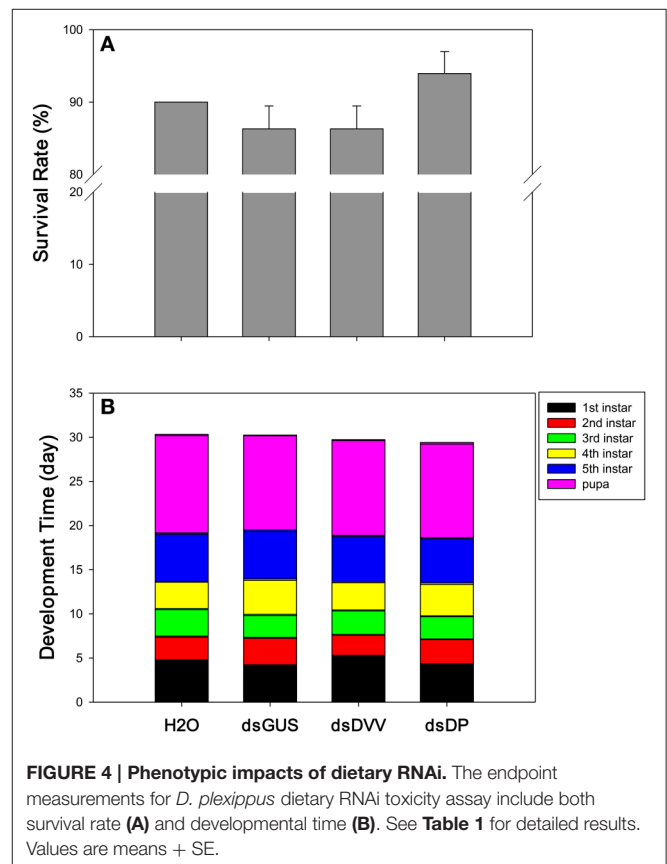 A
100
90
80
20
10
0
Survival Rate (%)
B
35
30
25
20
15
10
5
0
Development Time (day)
1st instar
2nd instar
3rd instar
4th instar
5th instar
pupa
H2O dsGUS dsDVV dsDP
FIGURE 4 | Phenotypic impacts of dietary RNAi. The endpoint
measurements for D. plexippus dietary RNAi toxicity assay include both
survival rate (A) and developmental time (B). See Table 1 for detailed results.
Values are means + SE.